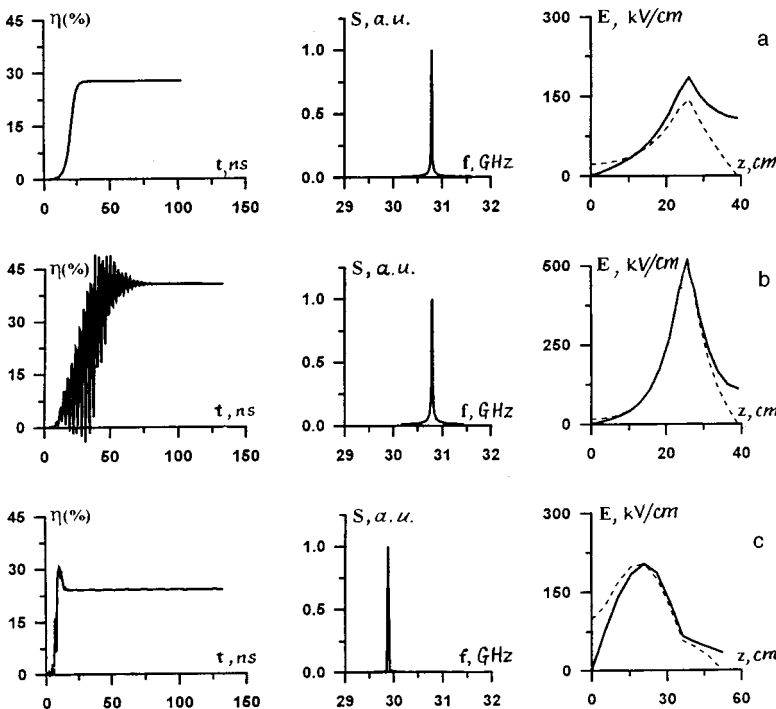 η(%)
45
30
15
0
t,ns
0 50 100 150
S, a.u.
1.0
0.5
0.0
f, GHz
29 30 31 32
E, kV/cm
300
150
0
z, cm
0 20 40
a
η(%)
45
30
15
0
t, ns
0 50 100 150
S, a.u.
1.0
0.5
0.0
f, GHz
29 30 31 32
E, kV/cm
500
250
0
z, cm
0 20 40
b
η(%)
45
30
15
0
t, ns
0 50 100 150
S, a.u.
1.0
0.5
0.0
f, GHz
29 30 31 32
E, kV/cm
300
150
0
z, cm
0 20 40 60
c